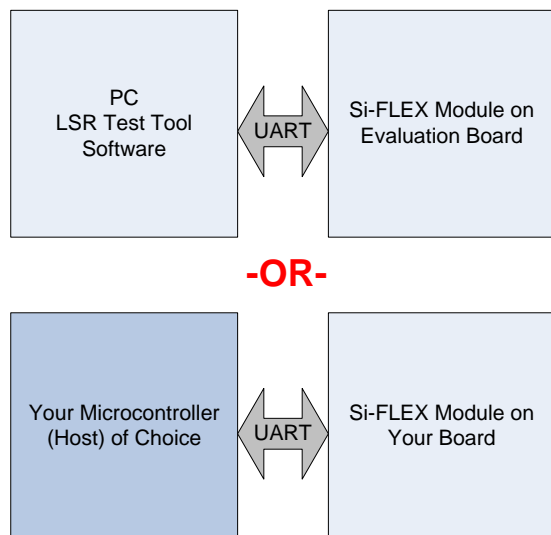 PC
LSR Test Tool
Software
UART
Si-FLEX Module on
Evaluation Board
-OR-
Your Microcontroller
(Host) of Choice
UART
Si-FLEX Module on
Your Board